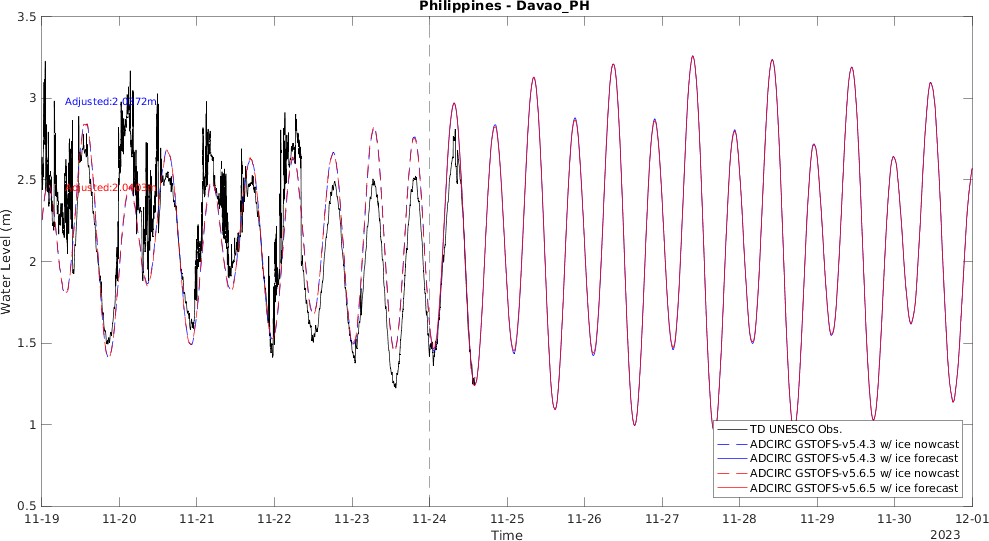 Philippines - Davao_PH
3.5
3
2.5
2
1.5
1
0.5
Water Level (m)
TD UNESCO Obs.
ADCIRC GSTOFS-v5.4.3 w/ ice nowcast
ADCIRC GSTOFS-v5.4.3 w/ ice forecast
ADCIRC GSTOFS-v5.6.5 w/ ice nowcast
ADCIRC GSTOFS-v5.6.5 w/ ice forecast
11-19 11-20 11-21 11-22 11-23 11-24 11-25 11-26 11-27 11-28 11-29 11-30 12-01
Time
2023